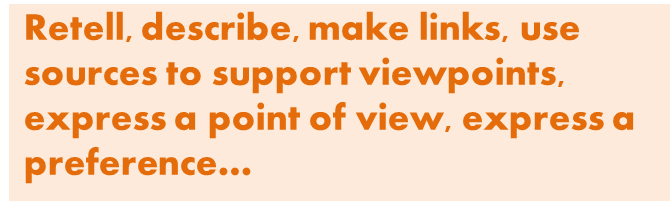 Retell, describe, make links, use
sources to support viewpoints,
express a point of view, express a
preference...